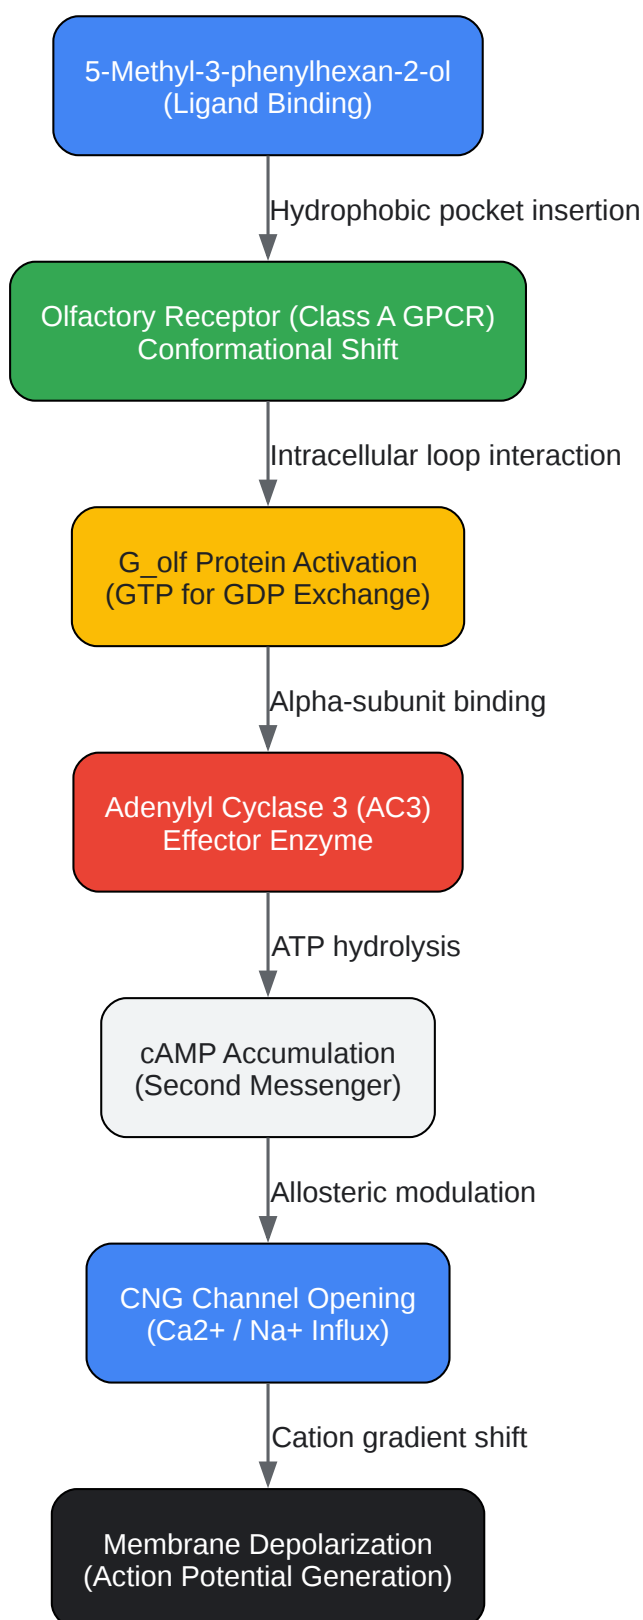 5-Methyl-3-phenylhexan-2-ol
(Ligand Binding)
Hydrophobic pocket insertion
Olfactory Receptor (Class A GPCR)
Conformational Shift
Intracellular loop interaction
G_olf Protein Activation
(GTP for GDP Exchange)
Alpha-subunit binding
Adenylyl Cyclase 3 (AC3)
Effector Enzyme
ATP hydrolysis
cAMP Accumulation
(Second Messenger)
Allosteric modulation
CNG Channel Opening
(Ca2+ / Na+ Influx)
Cation gradient shift
Membrane Depolarization
(Action Potential Generation)